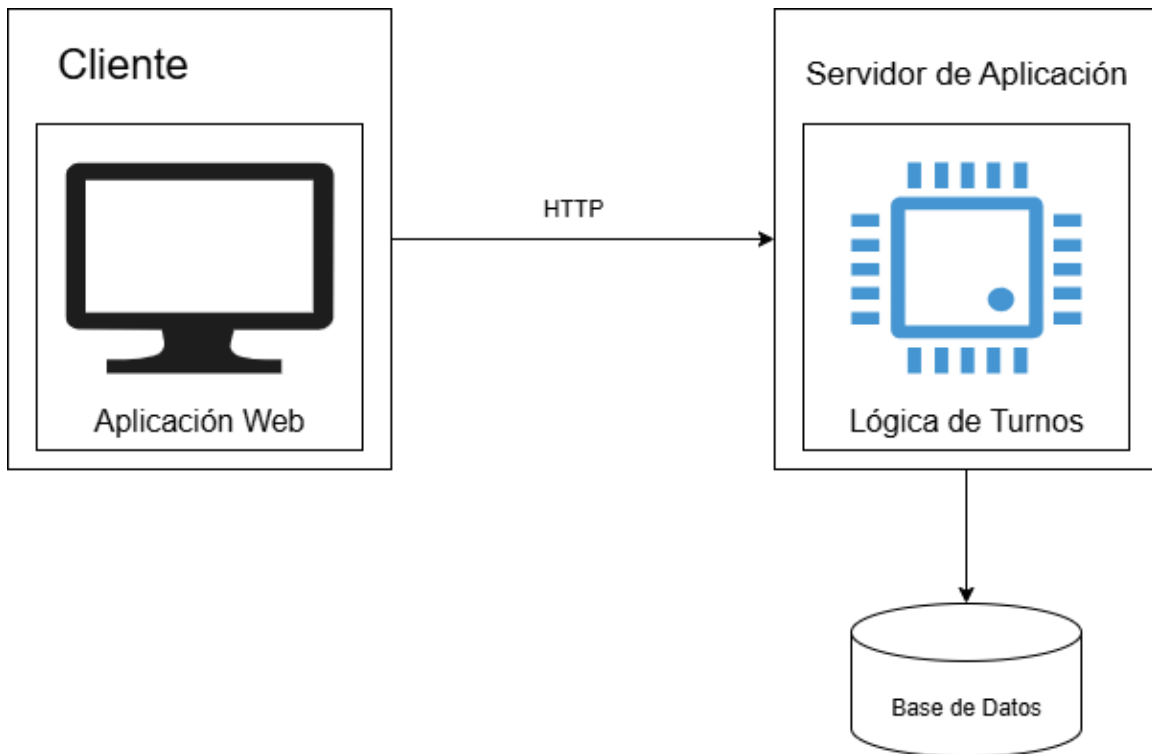 Cliente
Aplicación Web
HTTP
Servidor de Aplicación
Lógica de Turnos
Base de Datos